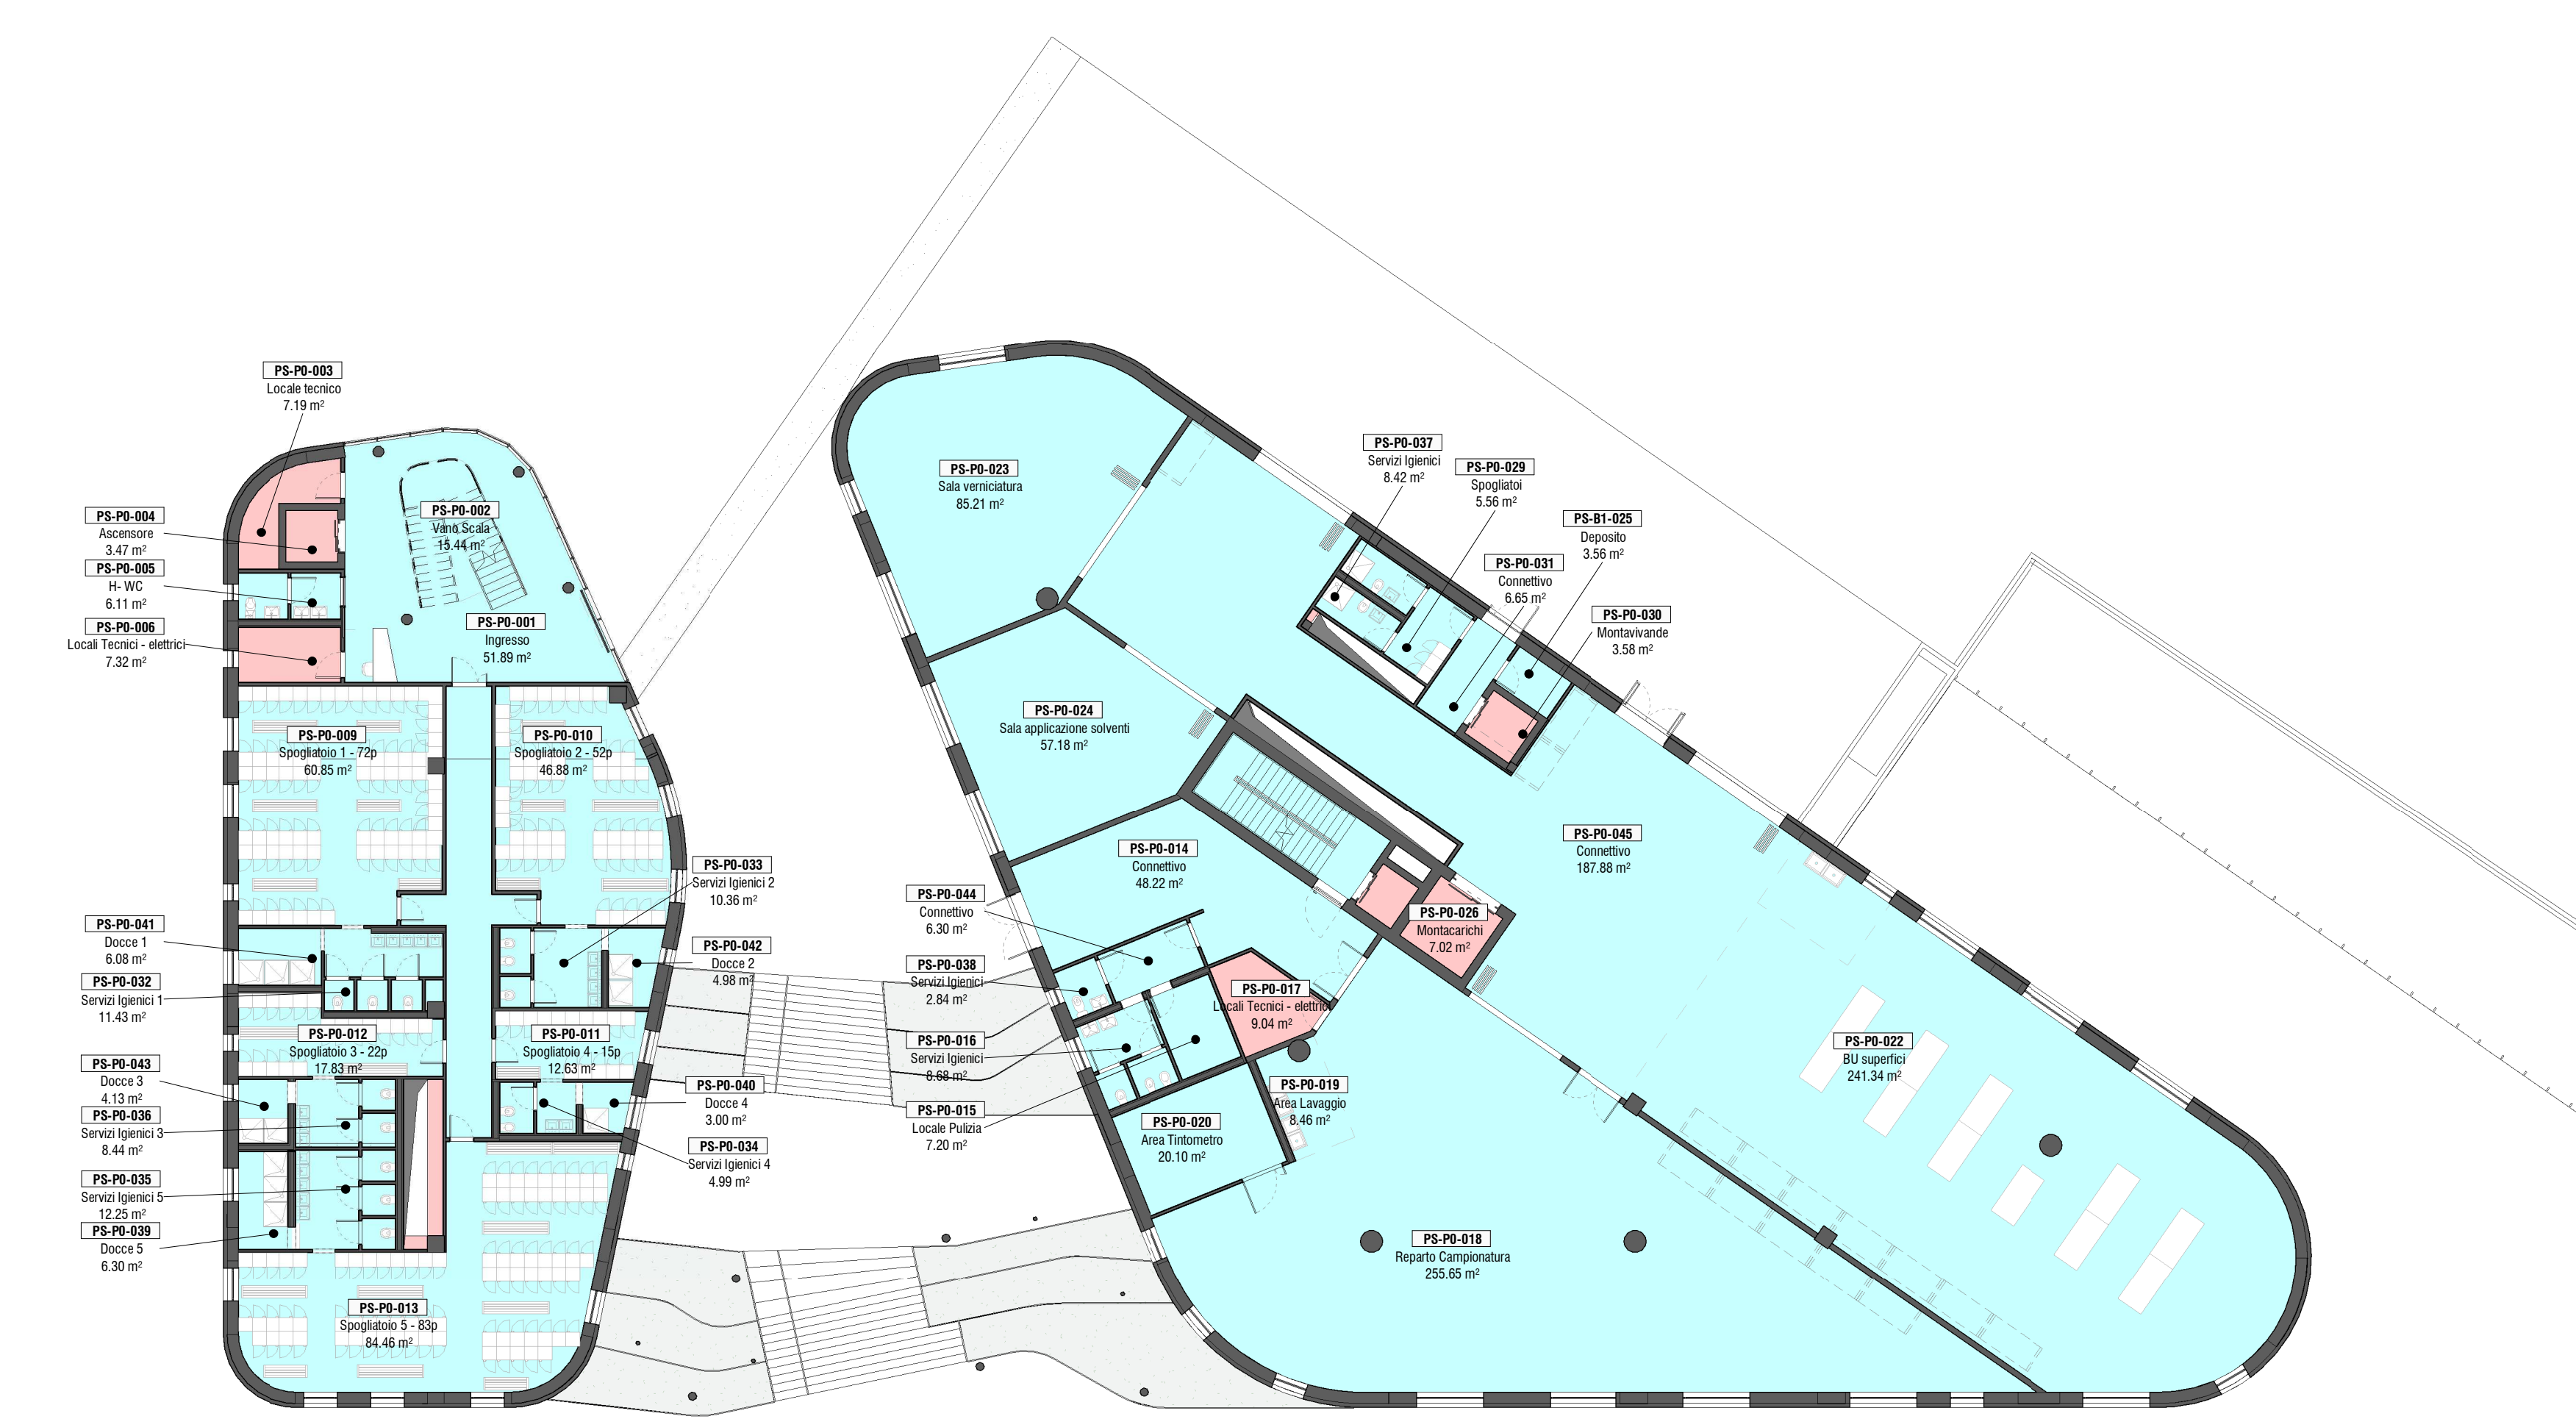 PS-P0-003
Locale tecnico
7.19 m²
PS-P0-004
Ascensore
3.47 m²
PS-P0-005
H- WC
6.11 m²
PS-P0-006
Locali Tecnici - elettrici
7.32 m²
PS-P0-002
Vano Scala
15.44 m²
PS-P0-001
Ingresso
51.89 m²
PS-P0-009
Spogliatoio 1 - 72p
60.85 m²
PS-P0-010
Spogliatoio 2 - 52p
46.88 m²
PS-P0-033
Servizi Igienici 2
10.36 m²
PS-P0-041
Docce 1
6.08 m²
PS-P0-042
Docce 2
4.98 m²
PS-P0-032
Servizi Igienici 1
11.43 m²
PS-P0-012
Spogliatoio 3 - 22p
17.83 m²
PS-P0-011
Spogliatoio 4 - 15p
12.63 m²
PS-P0-043
Docce 3
4.13 m²
PS-P0-040
Docce 4
3.00 m²
PS-P0-036
Servizi Igienici 3
8.44 m²
PS-P0-034
Servizi Igienici 4
4.99 m²
PS-P0-035
Servizi Igienici 5
12.25 m²
PS-P0-039
Docce 5
6.30 m²
PS-P0-013
Spogliatoio 5 - 83p
84.46 m²
PS-P0-023
Sala verniciatura
85.21 m²
PS-P0-037
Servizi Igienici
8.42 m²
PS-P0-029
Spogliatoi
5.56 m²
PS-B1-025
Deposito
3.56 m²
PS-P0-031
Connettivo
6.65 m²
PS-P0-030
Montavivande
3.58 m²
PS-P0-024
Sala applicazione solventi
57.18 m²
PS-P0-045
Connettivo
187.88 m²
PS-P0-014
Connettivo
48.22 m²
PS-P0-044
Connettivo
6.30 m²
PS-P0-026
Montacarichi
7.02 m²
PS-P0-038
Servizi Igienici
2.84 m²
PS-P0-017
Locali Tecnici - elettrici
9.04 m²
PS-P0-016
Servizi Igienici
8.68 m²
PS-P0-022
BU superfici
241.34 m²
PS-P0-019
Area Lavaggio
8.46 m²
PS-P0-015
Locale Pulizia
7.20 m²
PS-P0-020
Area Tintometro
20.10 m²
PS-P0-018
Reparto Campionatura
255.65 m²